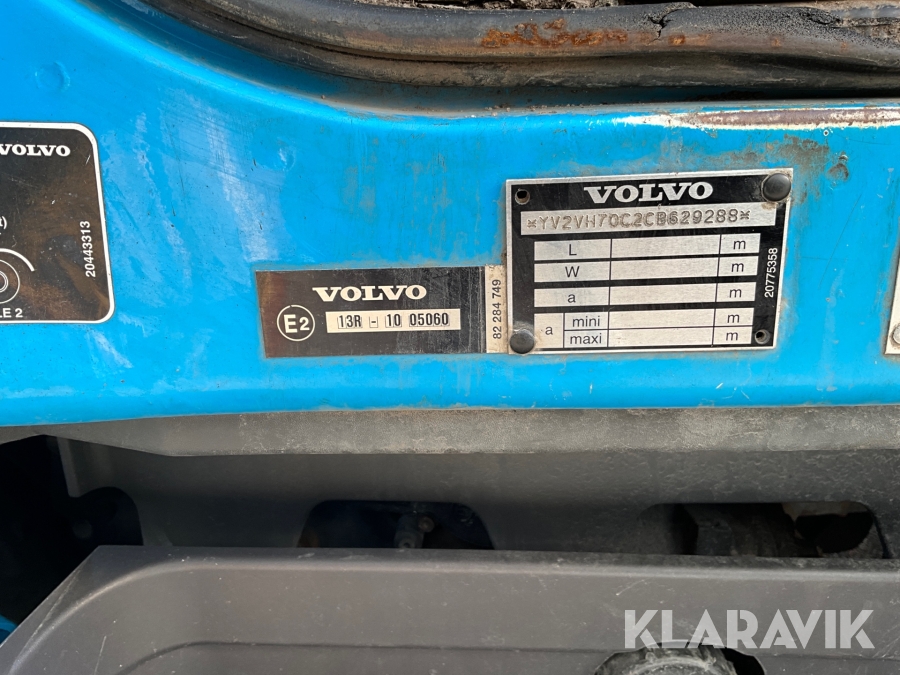 VOLVO
20443313
LE 2
VOLVO
E2
13R - 10 05060
82 284 749
VOLVO
*YV2VH70C2CB629288*
L m
W m
a m
a mini m
maxi m
20775358
KLARAVIK